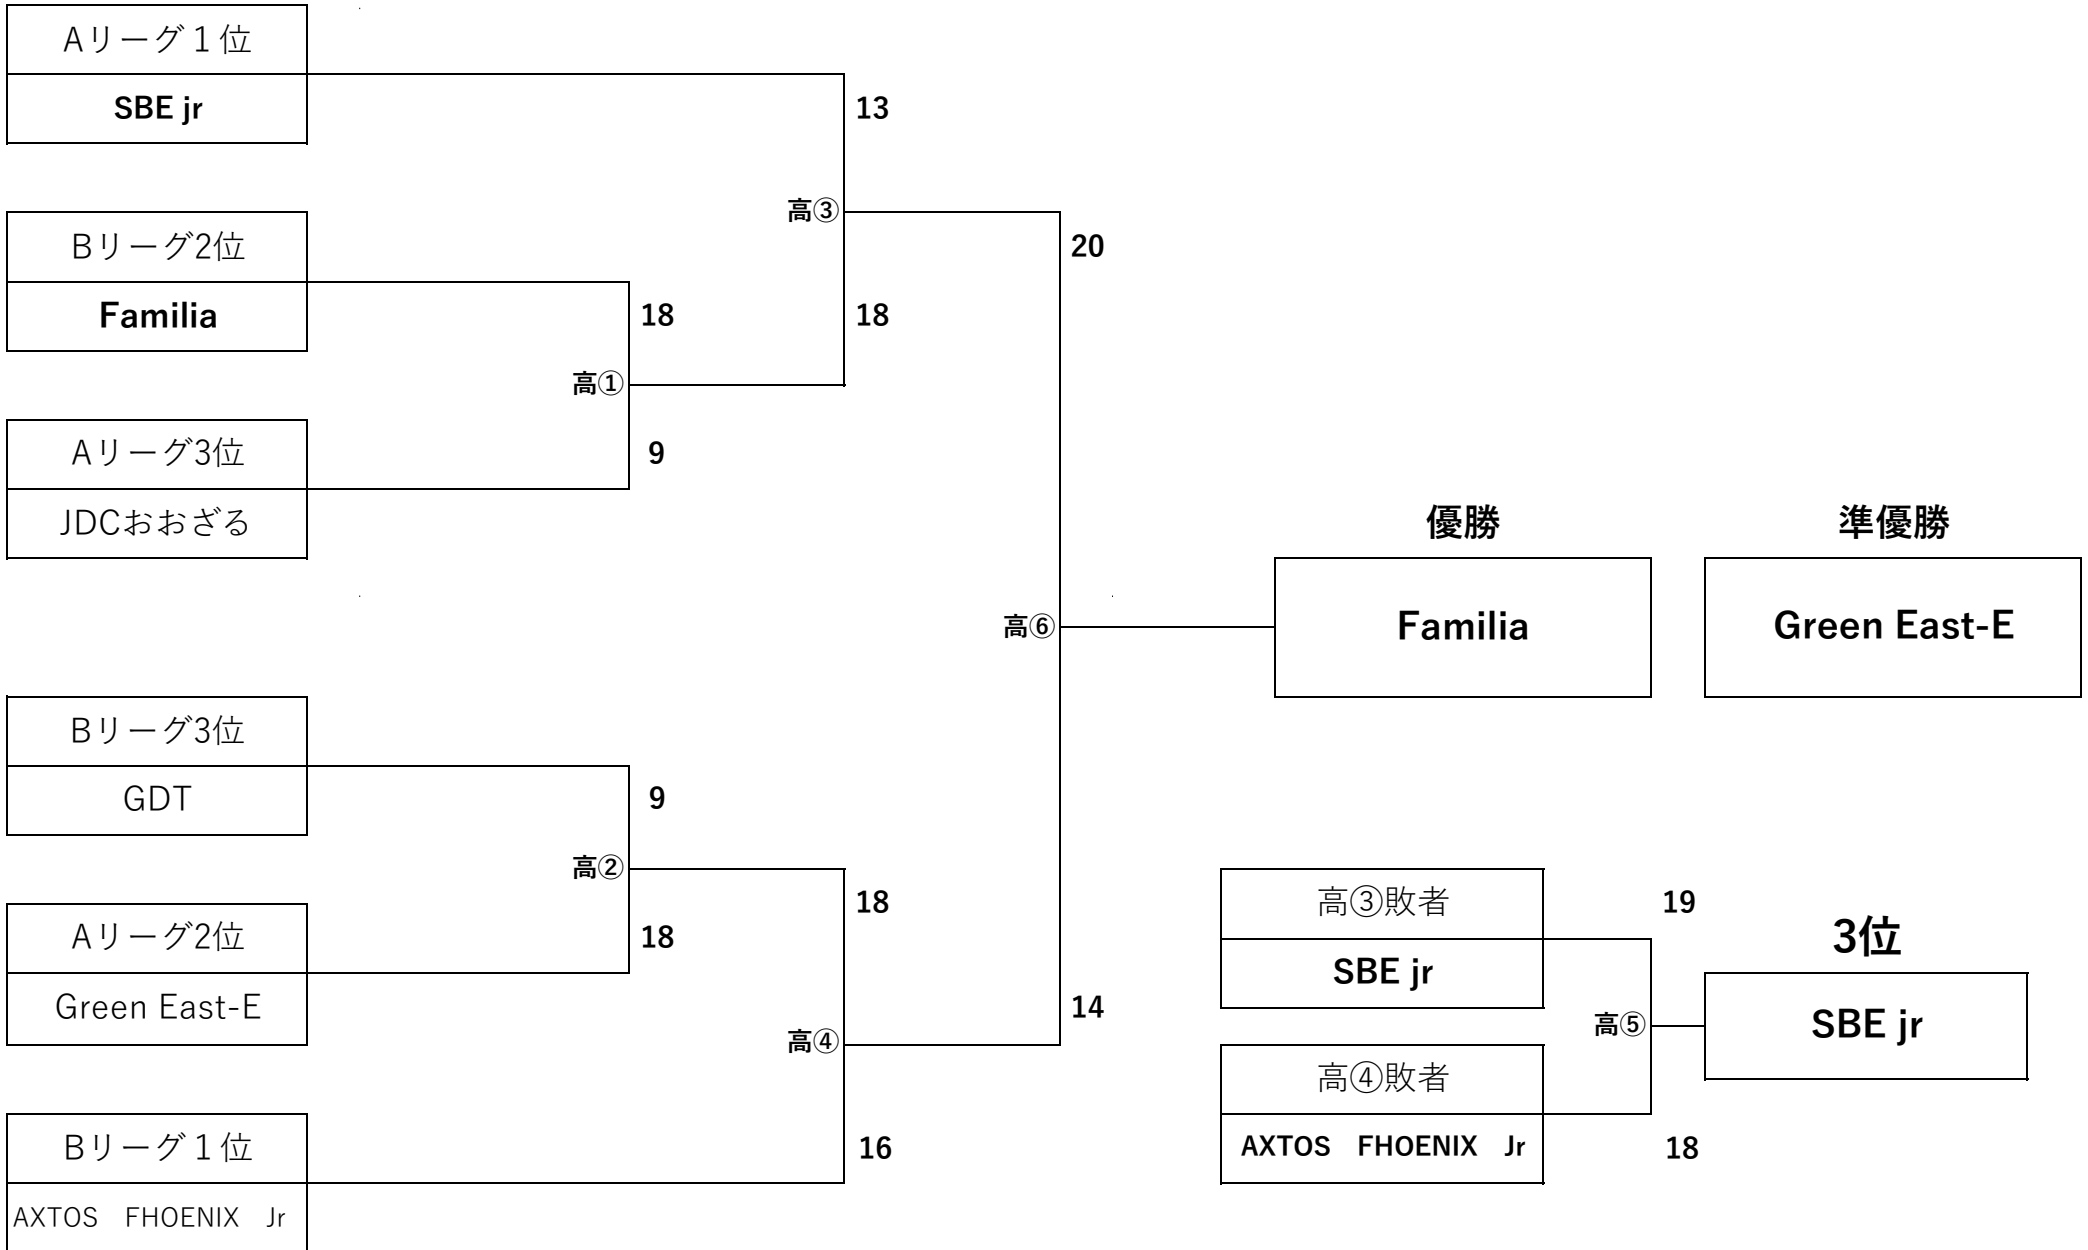 Aリーグ１位
SBE jr
13
高③
Bリーグ2位
20
Familia
18
18
高①
Aリーグ3位
9
JDCおおざる
優勝
準優勝
高⑥
Familia
Green East-E
Bリーグ3位
GDT
9
高②
18
高③敗者
19
Aリーグ2位
18
3位
SBE jr
Green East-E
14
高④
高⑤
SBE jr
高④敗者
Bリーグ１位
16
AXTOS　FHOENIX　Jr
18
AXTOS　FHOENIX　Jr